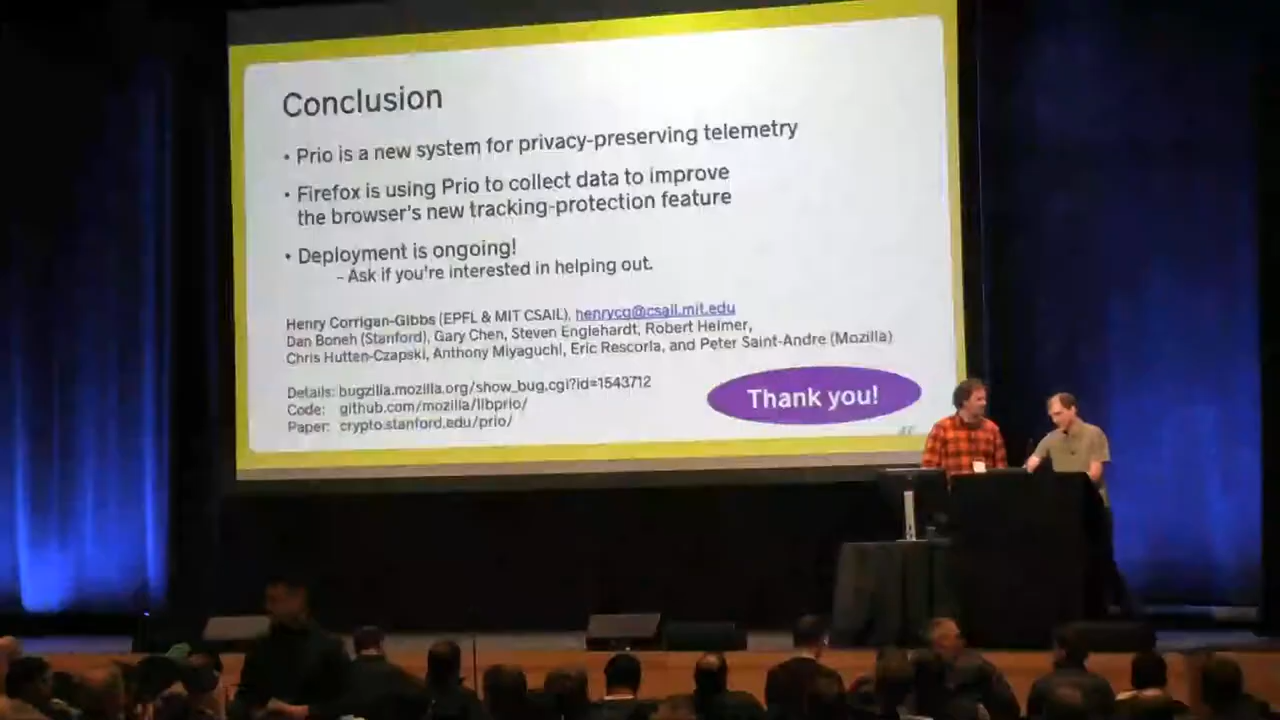 Conclusion
• Prio is a new system for privacy-preserving telemetry
• Firefox is using Prio to collect data to improve
the browser's new tracking-protection feature
• Deployment is ongoing!
- Ask if you're interested in helping out.
Henry Corrigan-Gibbs (EPFL & MIT CSAIL), henrycg@csail.mit.edu
Dan Boneh (Stanford), Gary Chen, Steven Englehardt, Robert Helmer,
Chris Hutten-Czapski, Anthony Miyaguchi, Eric Rescorla, and Peter Saint-Andre (Mozilla)
Details: bugzilla.mozilla.org/show_bug.cgi?id=1543712
Code: github.com/mozilla/libprio/
Paper: crypto.stanford.edu/prio/
Thank you!